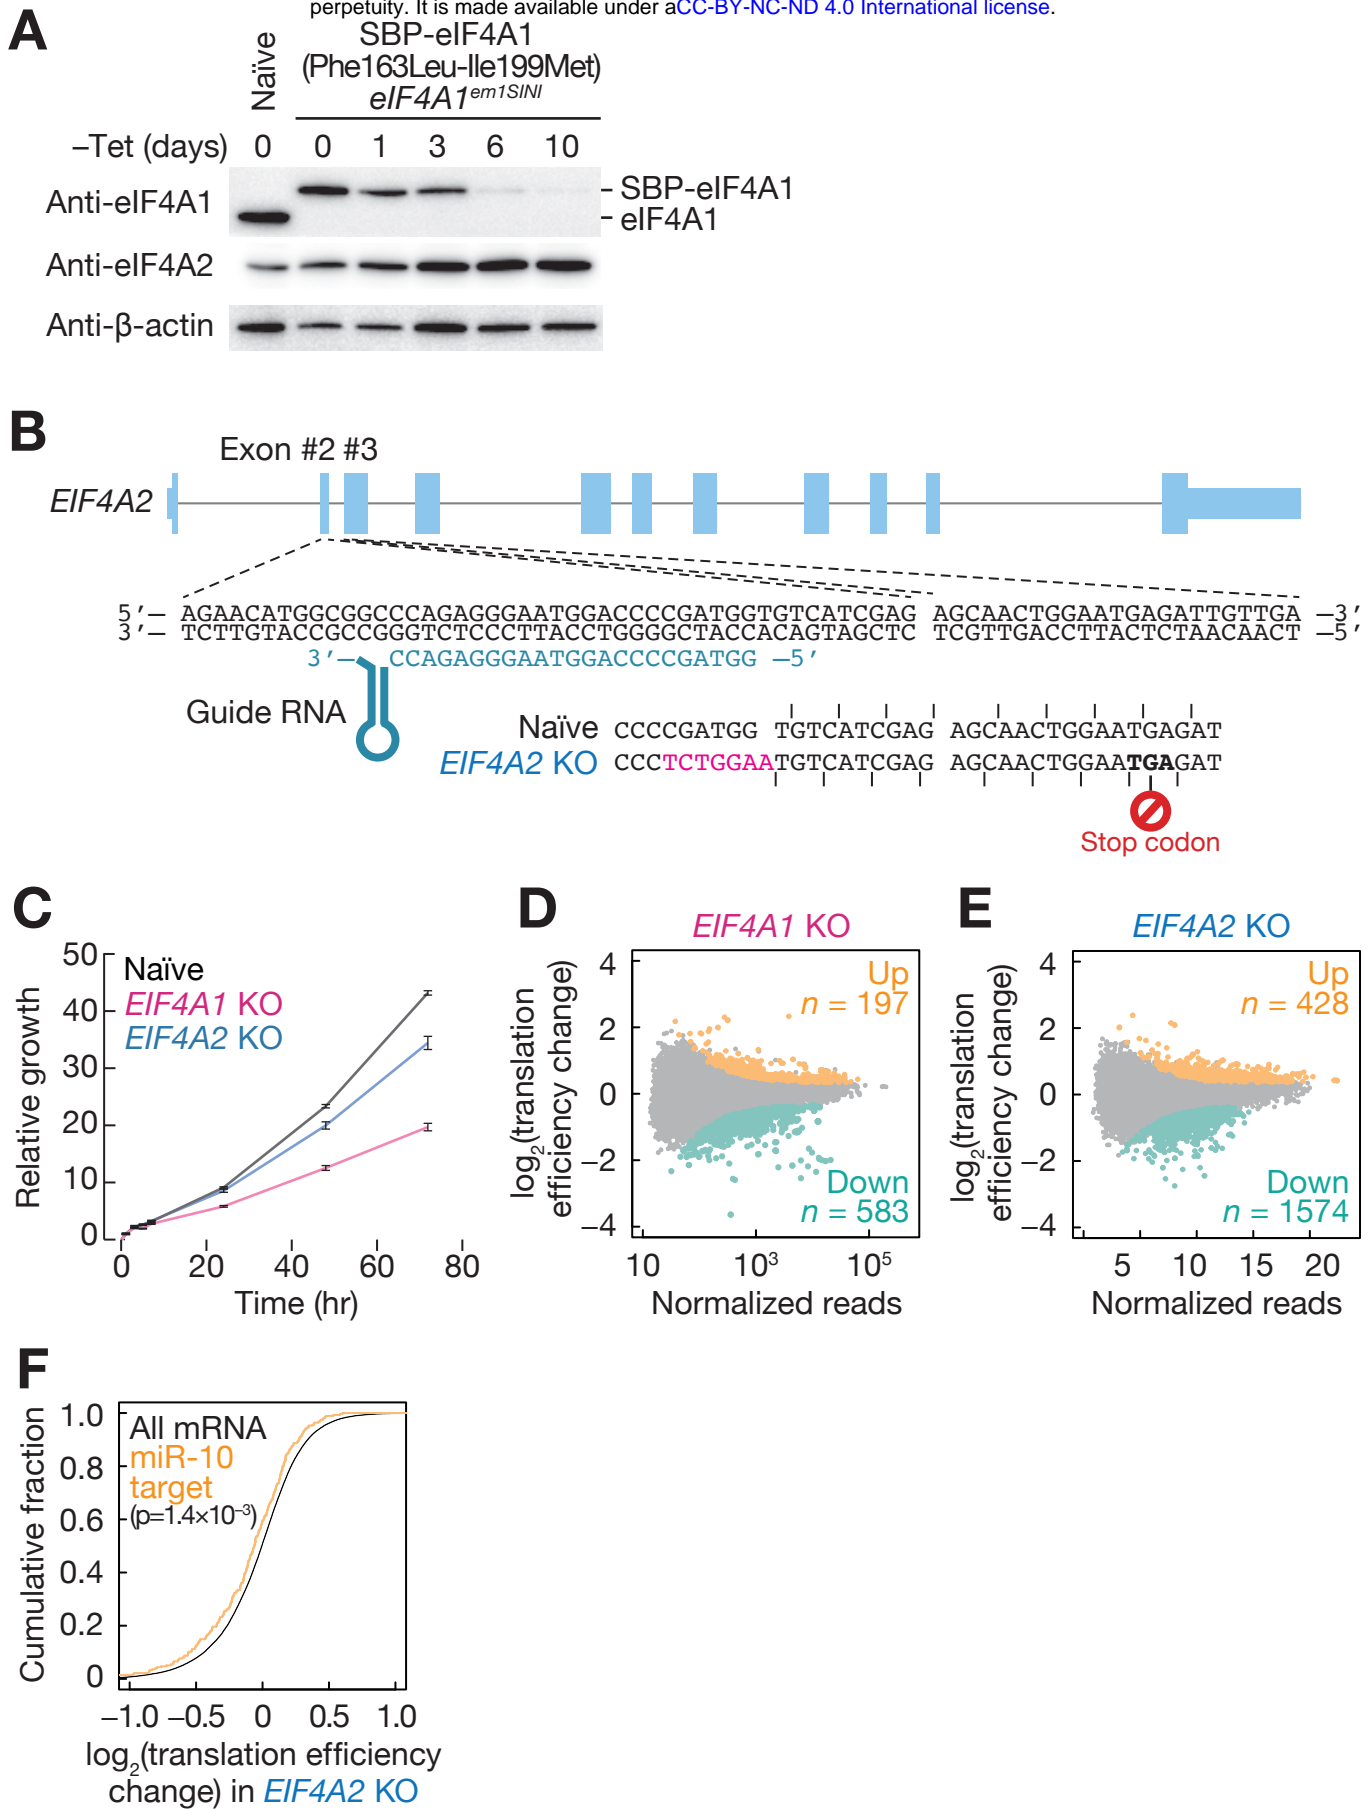 perpetuity. It is made available under aCC-BY-NC-ND 4.0 International license.
A
Naïve
SBP-eIF4A1
(Phe163Leu-Ile199Met)
eIF4A1em1SINI
–Tet (days) 0 0 1 3 6 10
Anti-eIF4A1
SBP-eIF4A1
eIF4A1
Anti-eIF4A2
Anti-β-actin
B
Exon #2 #3
EIF4A2
5′— AGAACATGGCGGCCCAGAGGGAATGGACCCCGATGGTGTCATCGAG AGCAACTGGAATGAGATTGTTGA —3′
3′— TCTTGTACCGCCGGGTCTCCCTTACCTGGGGCTACCACAGTAGCTC TCGTTGACCTTACTCTAACAACT —5′
3′— CCAGAGGGAATGGACCCCGATGG —5′
Guide RNA
Naïve CCCCGATGG TGTCATCGAG AGCAACTGGAATGAGAT
EIF4A2 KO CCCTCTGGAATGTCATCGAG AGCAACTGGAATGAGAT
Stop codon
C
Relative growth
50
40
30
20
10
0
Naïve
EIF4A1 KO
EIF4A2 KO
0 20 40 60 80
Time (hr)
D
EIF4A1 KO
log2(translation
efficiency change)
4
2
0
–2
–4
Up
n = 197
Down
n = 583
10 10³ 10⁵
Normalized reads
E
EIF4A2 KO
log2(translation
efficiency change)
4
2
0
–2
–4
Up
n = 428
Down
n = 1574
5 10 15 20
Normalized reads
F
Cumulative fraction
1.0
0.8
0.6
0.4
0.2
0
All mRNA
miR-10
target
(p=1.4×10⁻³)
–1.0 –0.5 0 0.5 1.0
log2(translation efficiency
change) in EIF4A2 KO